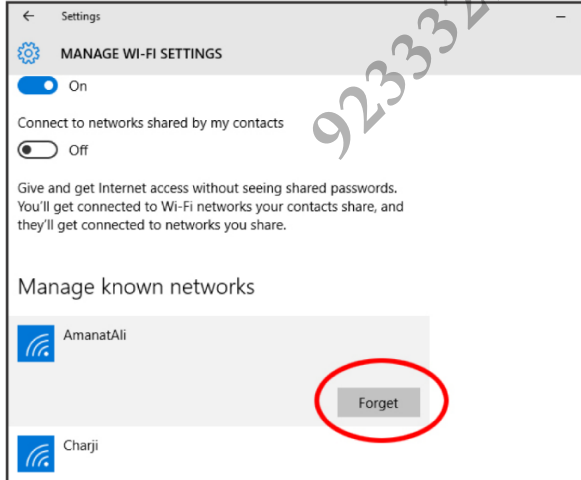 Settings
MANAGE WI-FI SETTINGS
On
Connect to networks shared by my contacts
Off
Give and get Internet access without seeing shared passwords.
You'll get connected to Wi-Fi networks your contacts share, and
they'll get connected to networks you share.
Manage known networks
AmanatAli
Forget
Charji